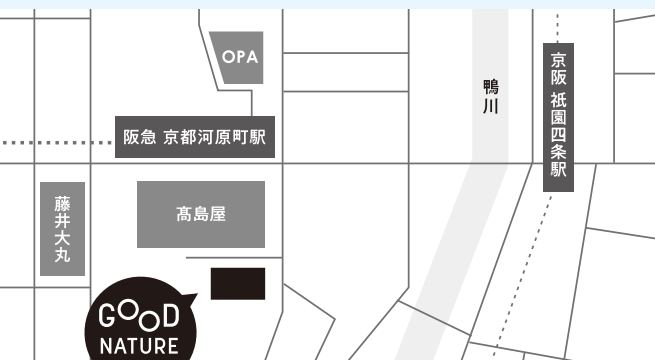 OPA
鴨川
京阪 祇園四条駅
阪急 京都河原町駅
藤井大丸
髙島屋
GOOD
NATURE